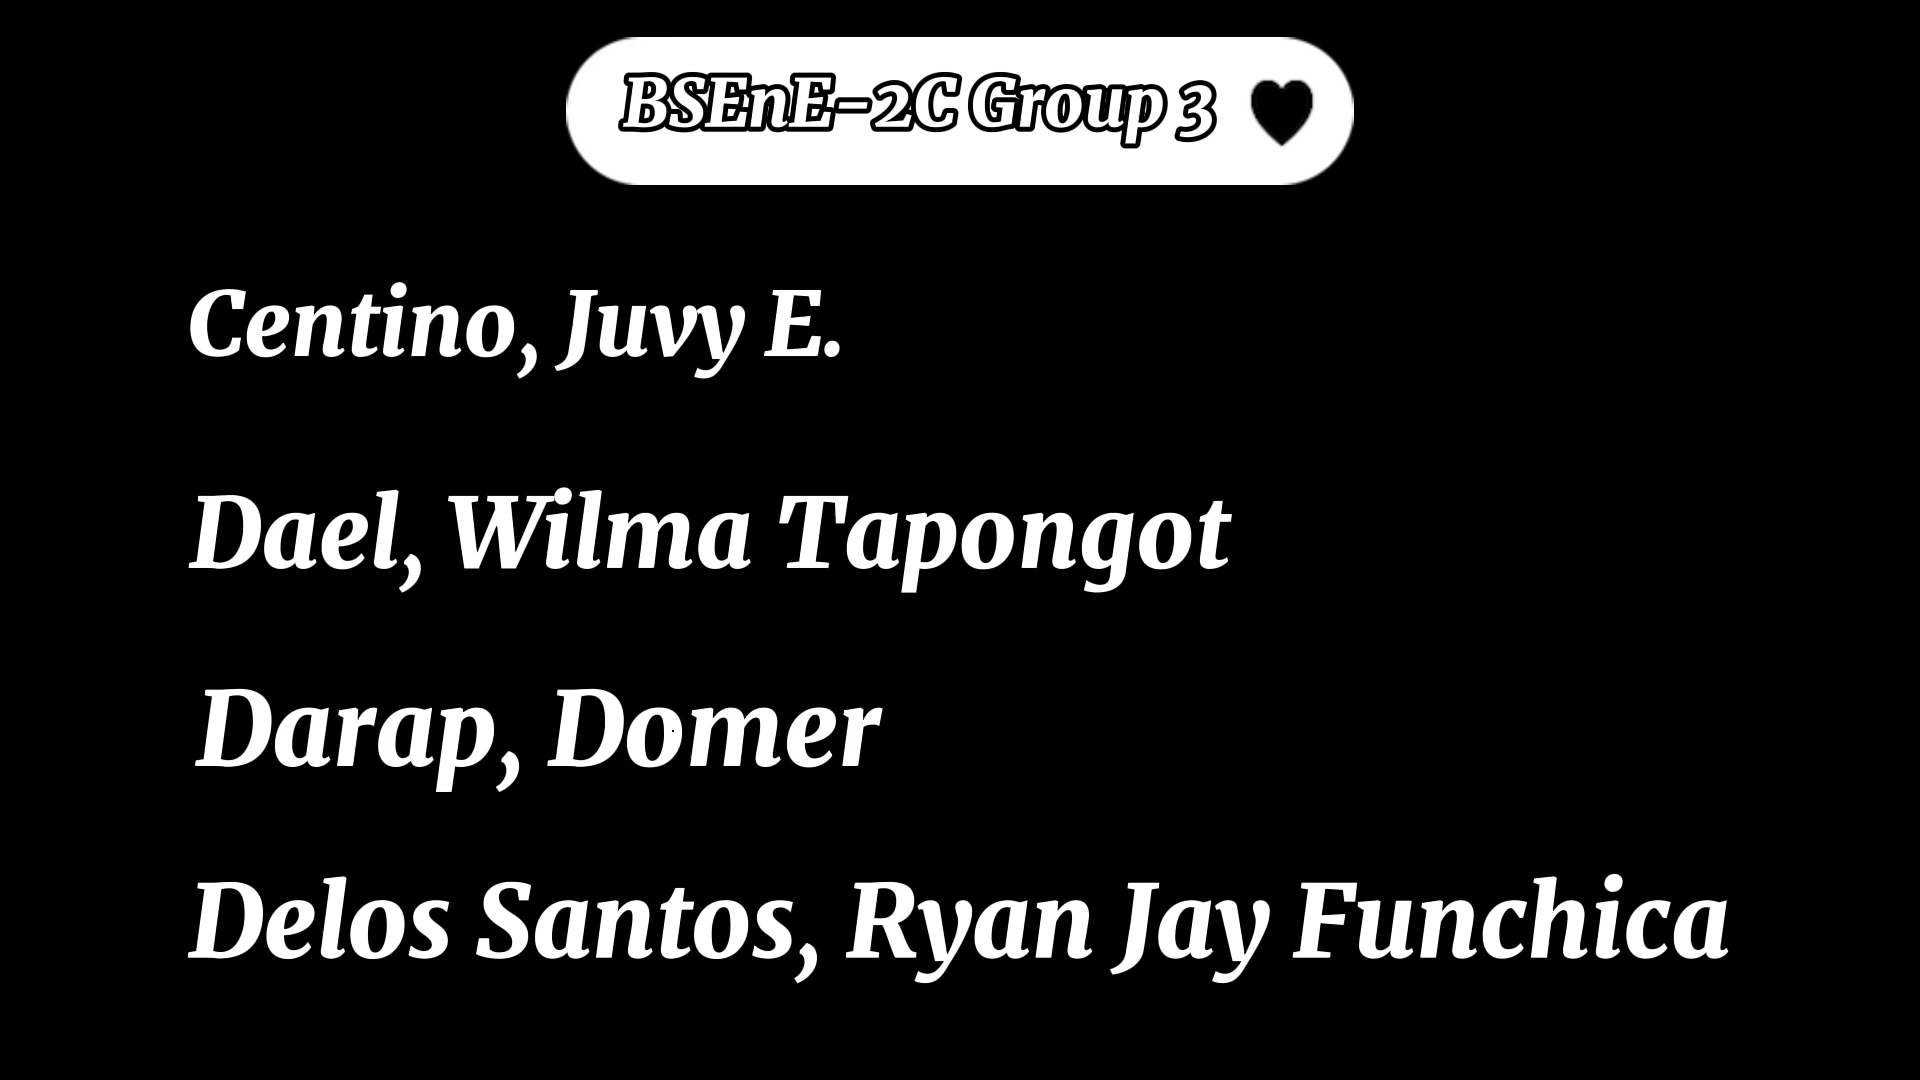 BSEnE-2C Group 3 🖤
Centino, Juvy E.
Dael, Wilma Tapongot
Darap, Domer
Delos Santos, Ryan Jay Funchica